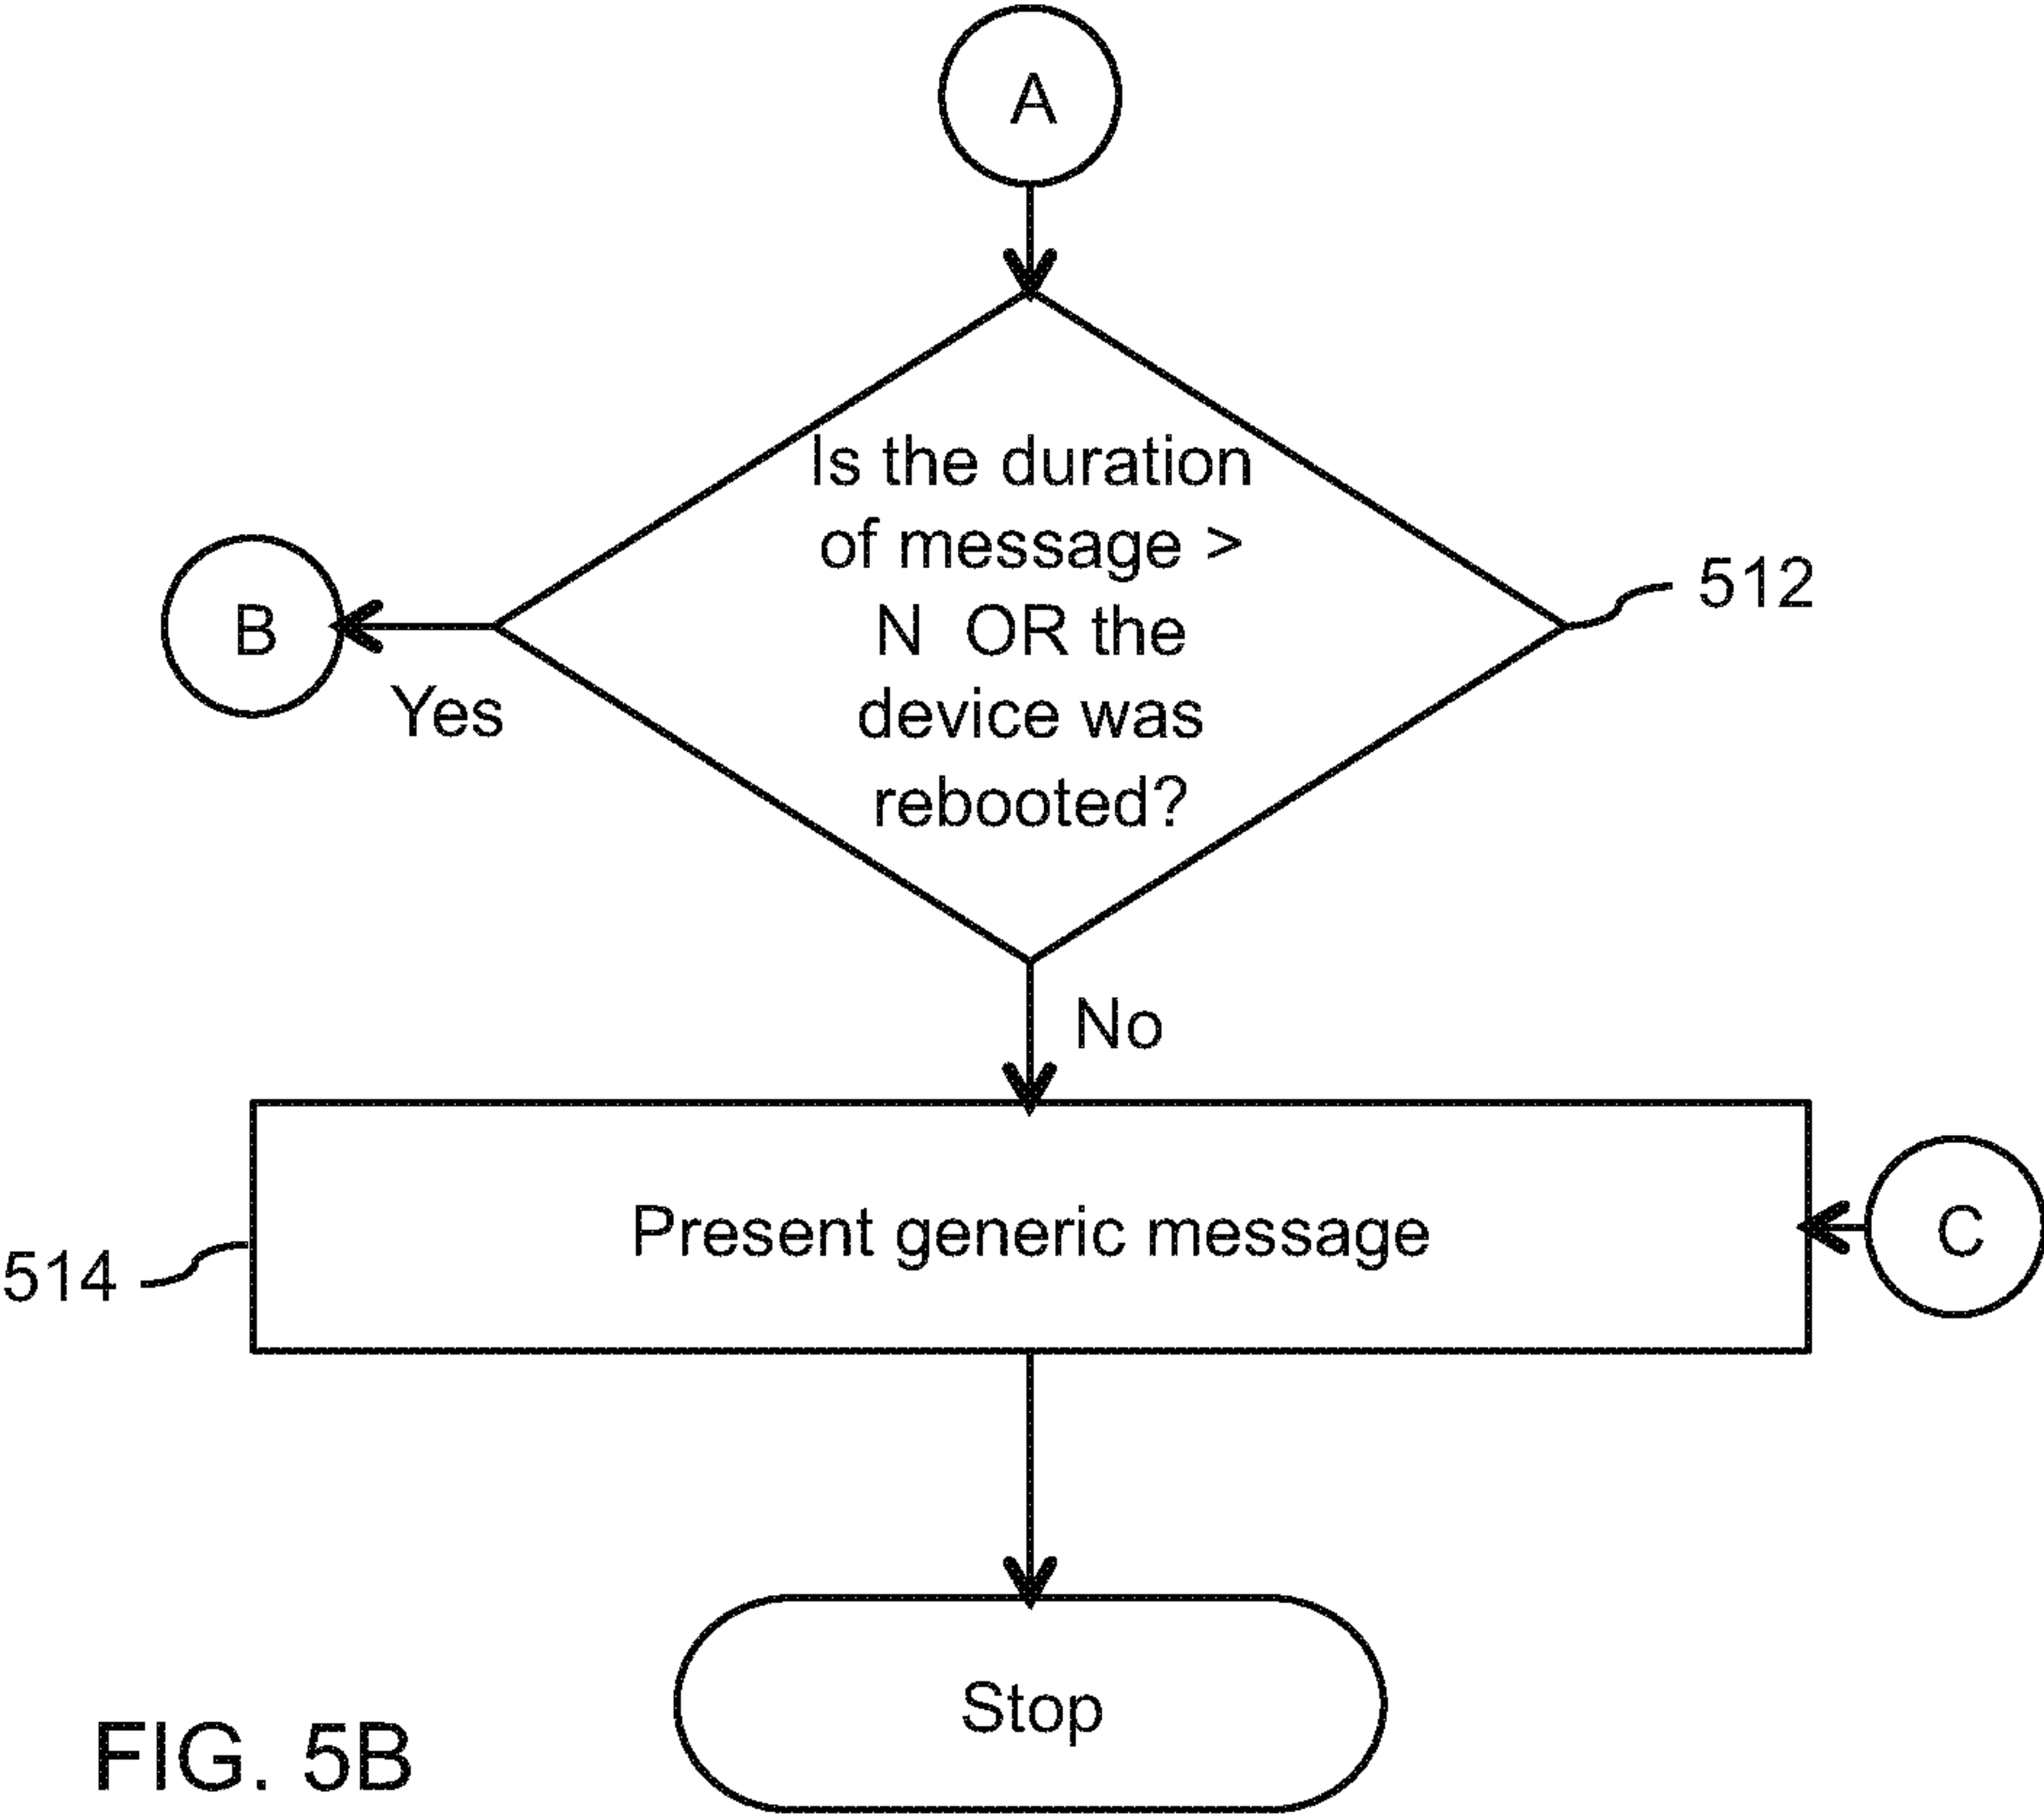 A
Is the duration
of message >
N OR the
device was
rebooted?
512
B
Yes
No
Present generic message
C
514
Stop
FIG. 5B